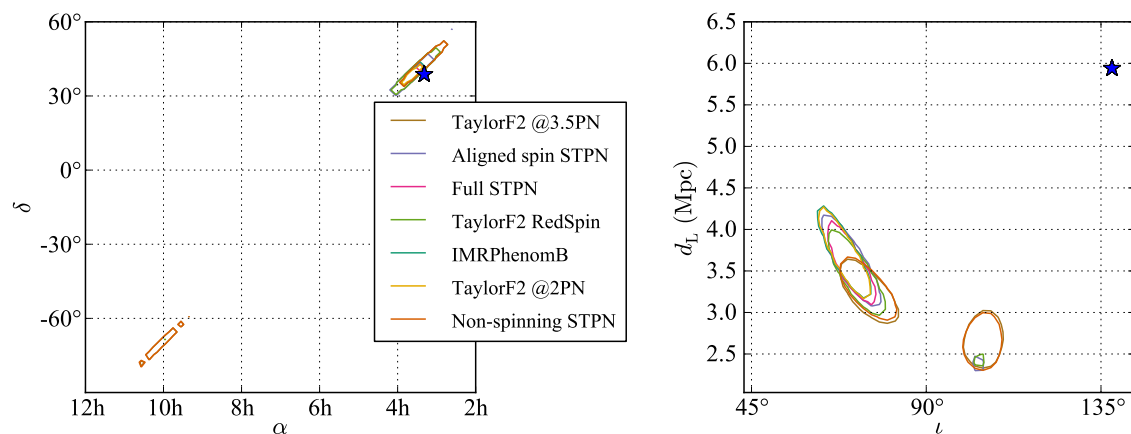 60°
30°
0°
-30°
-60°
δ
12h 10h 8h 6h 4h 2h
α
TaylorF2 @3.5PN
Aligned spin STPN
Full STPN
TaylorF2 RedSpin
IMRPhenomB
TaylorF2 @2PN
Non-spinning STPN
6.5
6.0
5.5
5.0
4.5
4.0
3.5
3.0
2.5
d_L (Mpc)
45° 90° 135°
ι